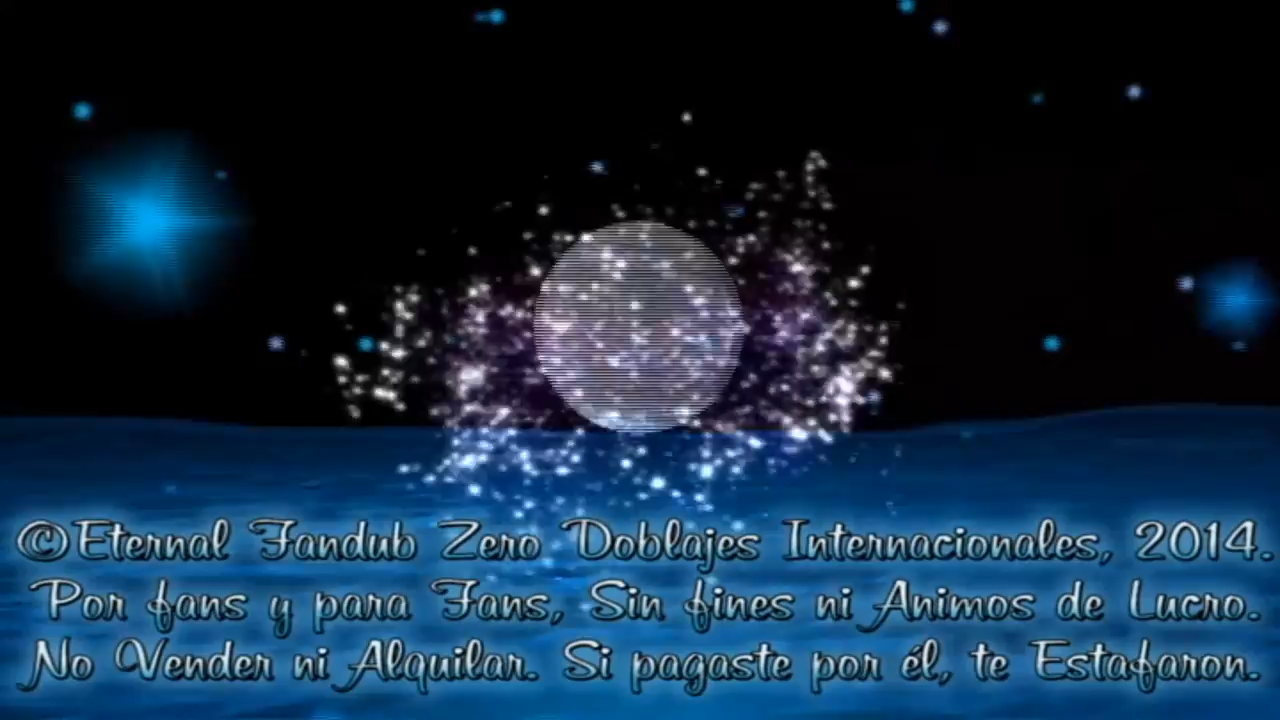 ©Eternal Fandub Zero Doblajes Internacionales, 2014.
Por fans y para Fans, Sin fines ni Animos de Lucro.
No Vender ni Alquilar. Si pagaste por él, te Estafaron.